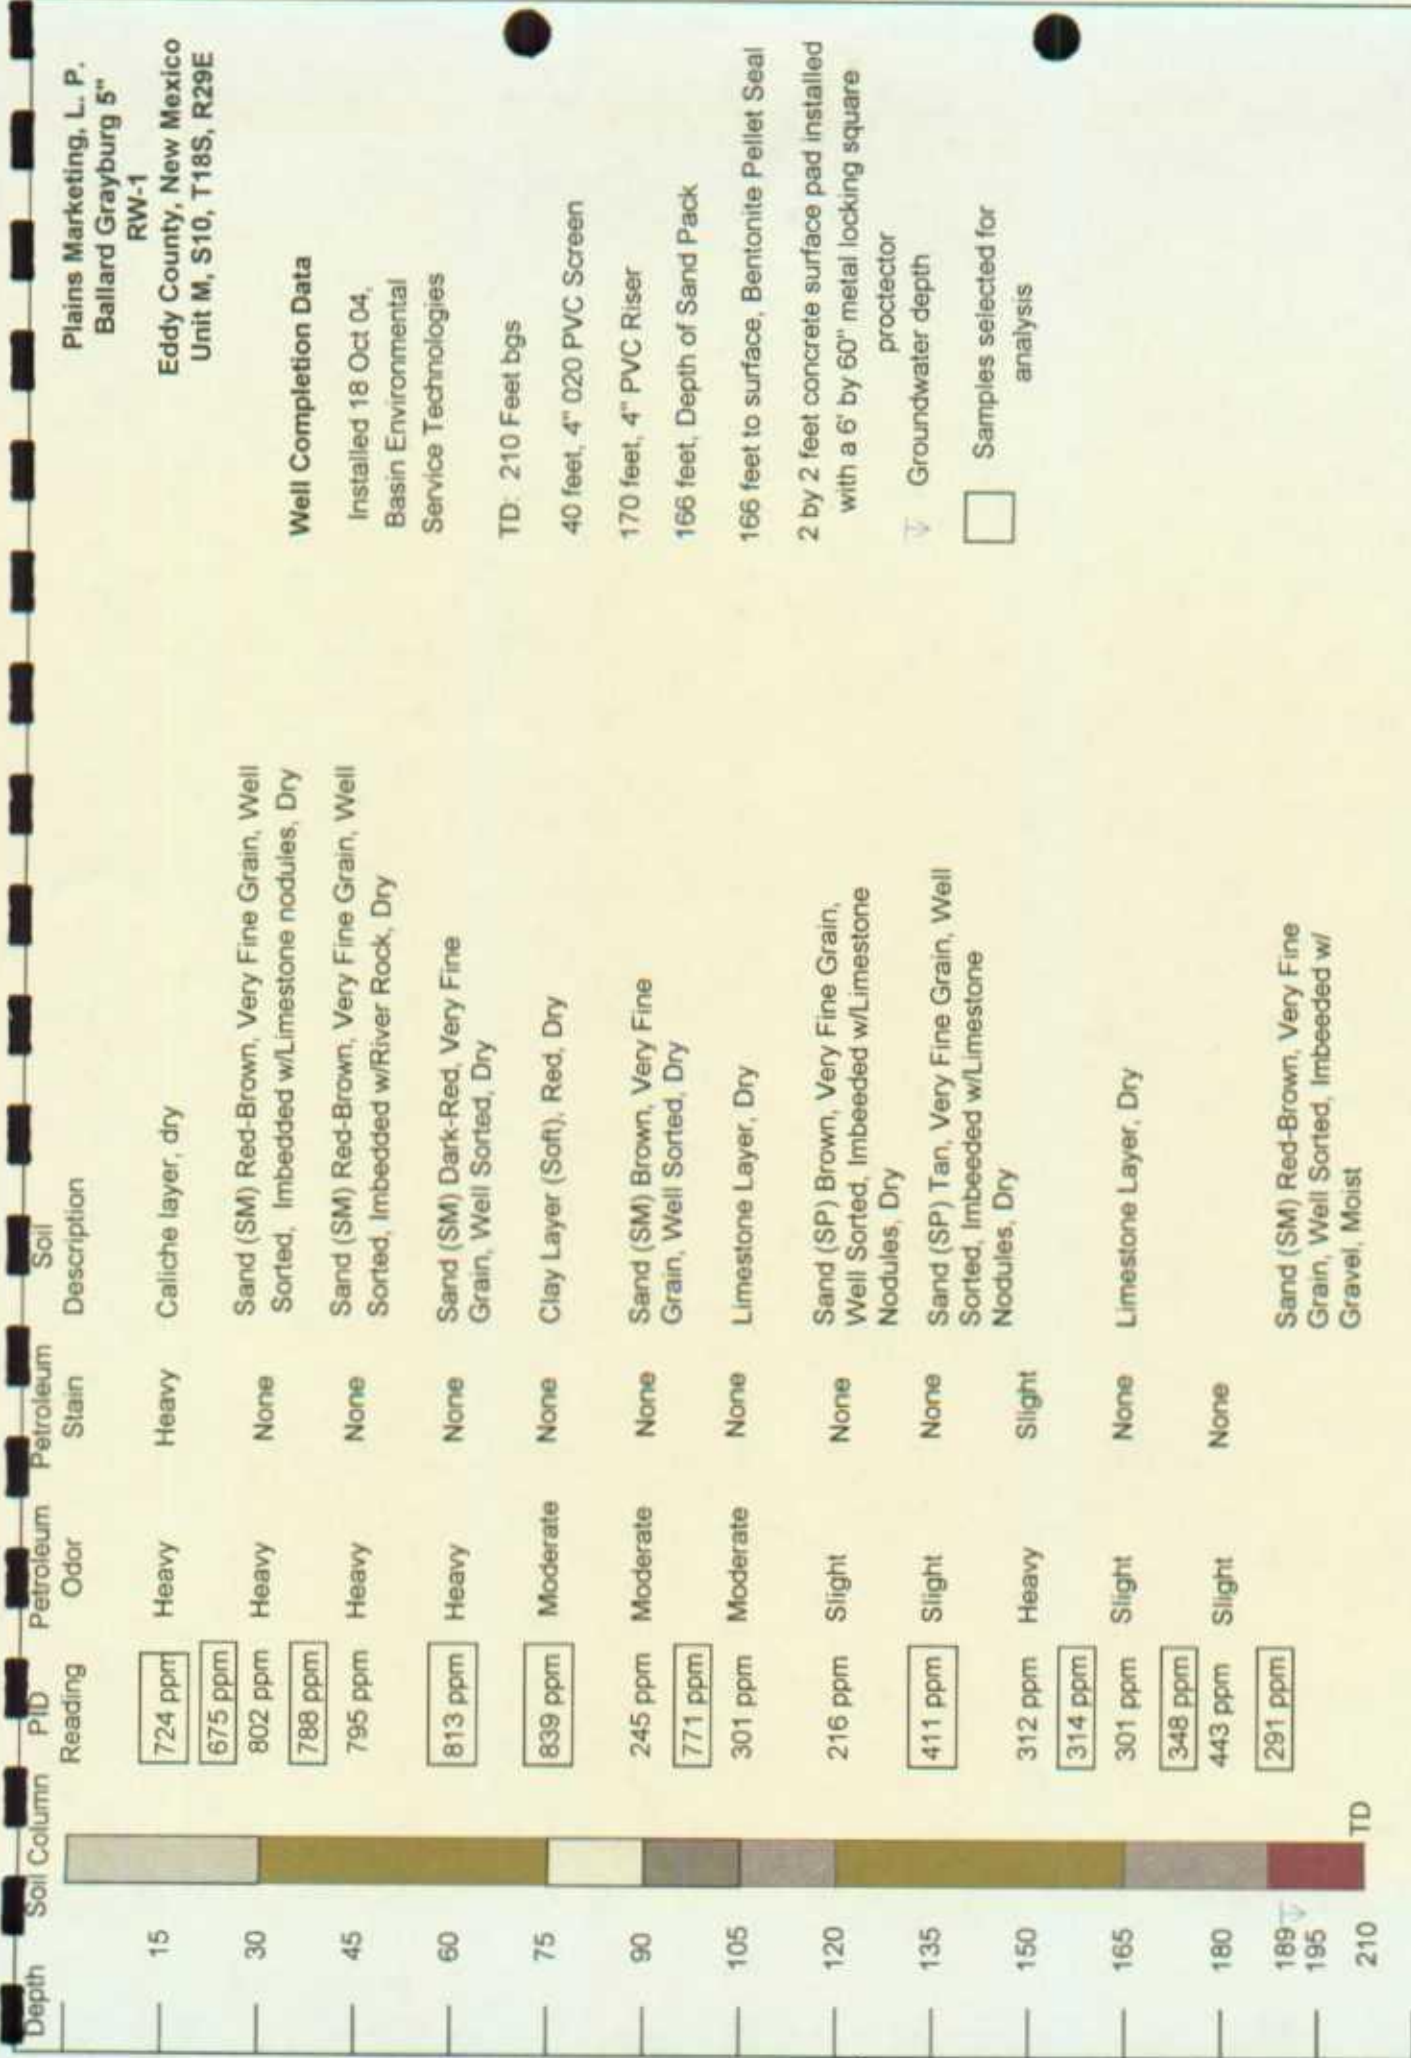 Depth
Soil Column
PID
Reading
Petroleum
Odor
Petroleum
Stain
Soil
Description
15
724 ppm
Heavy
Heavy
Caliche layer, dry
675 ppm
30
802 ppm
Heavy
None
Sand (SM) Red-Brown, Very Fine Grain, Well
Sorted, Imbedded w/Limestone nodules, Dry
788 ppm
45
795 ppm
Heavy
None
Sand (SM) Red-Brown, Very Fine Grain, Well
Sorted, Imbedded w/River Rock, Dry
60
813 ppm
Heavy
None
Sand (SM) Dark-Red, Very Fine
Grain, Well Sorted, Dry
75
839 ppm
Moderate
None
Clay Layer (Soft), Red, Dry
90
245 ppm
Moderate
None
Sand (SM) Brown, Very Fine
Grain, Well Sorted, Dry
771 ppm
105
301 ppm
Moderate
None
Limestone Layer, Dry
120
216 ppm
Slight
None
Sand (SP) Brown, Very Fine Grain,
Well Sorted, Imbeeded w/Limestone
Nodules, Dry
135
411 ppm
Slight
None
Sand (SP) Tan, Very Fine Grain, Well
Sorted, Imbeeded w/Limestone
Nodules, Dry
150
312 ppm
Heavy
Slight
314 ppm
165
301 ppm
Slight
None
Limestone Layer, Dry
348 ppm
180
443 ppm
Slight
None
189
291 ppm
Sand (SM) Red-Brown, Very Fine
Grain, Well Sorted, Imbeeded w/
Gravel, Moist
195
210
TD
Plains Marketing, L. P.
Ballard Grayburg 5"
RW-1
Eddy County, New Mexico
Unit M, S10, T18S, R29E
Well Completion Data
Installed 18 Oct 04,
Basin Environmental
Service Technologies
TD: 210 Feet bgs
40 feet, 4" 020 PVC Screen
170 feet, 4" PVC Riser
166 feet, Depth of Sand Pack
166 feet to surface, Bentonite Pellet Seal
2 by 2 feet concrete surface pad installed
with a 6' by 60" metal locking square
proctector
Groundwater depth
Samples selected for
analysis